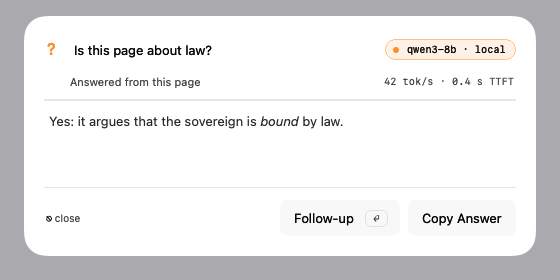 ? Is this page about law? qwen3-8b · local
Answered from this page 42 tok/s · 0.4 s TTFT
Yes: it argues that the sovereign is bound by law.
close Follow-up Copy Answer